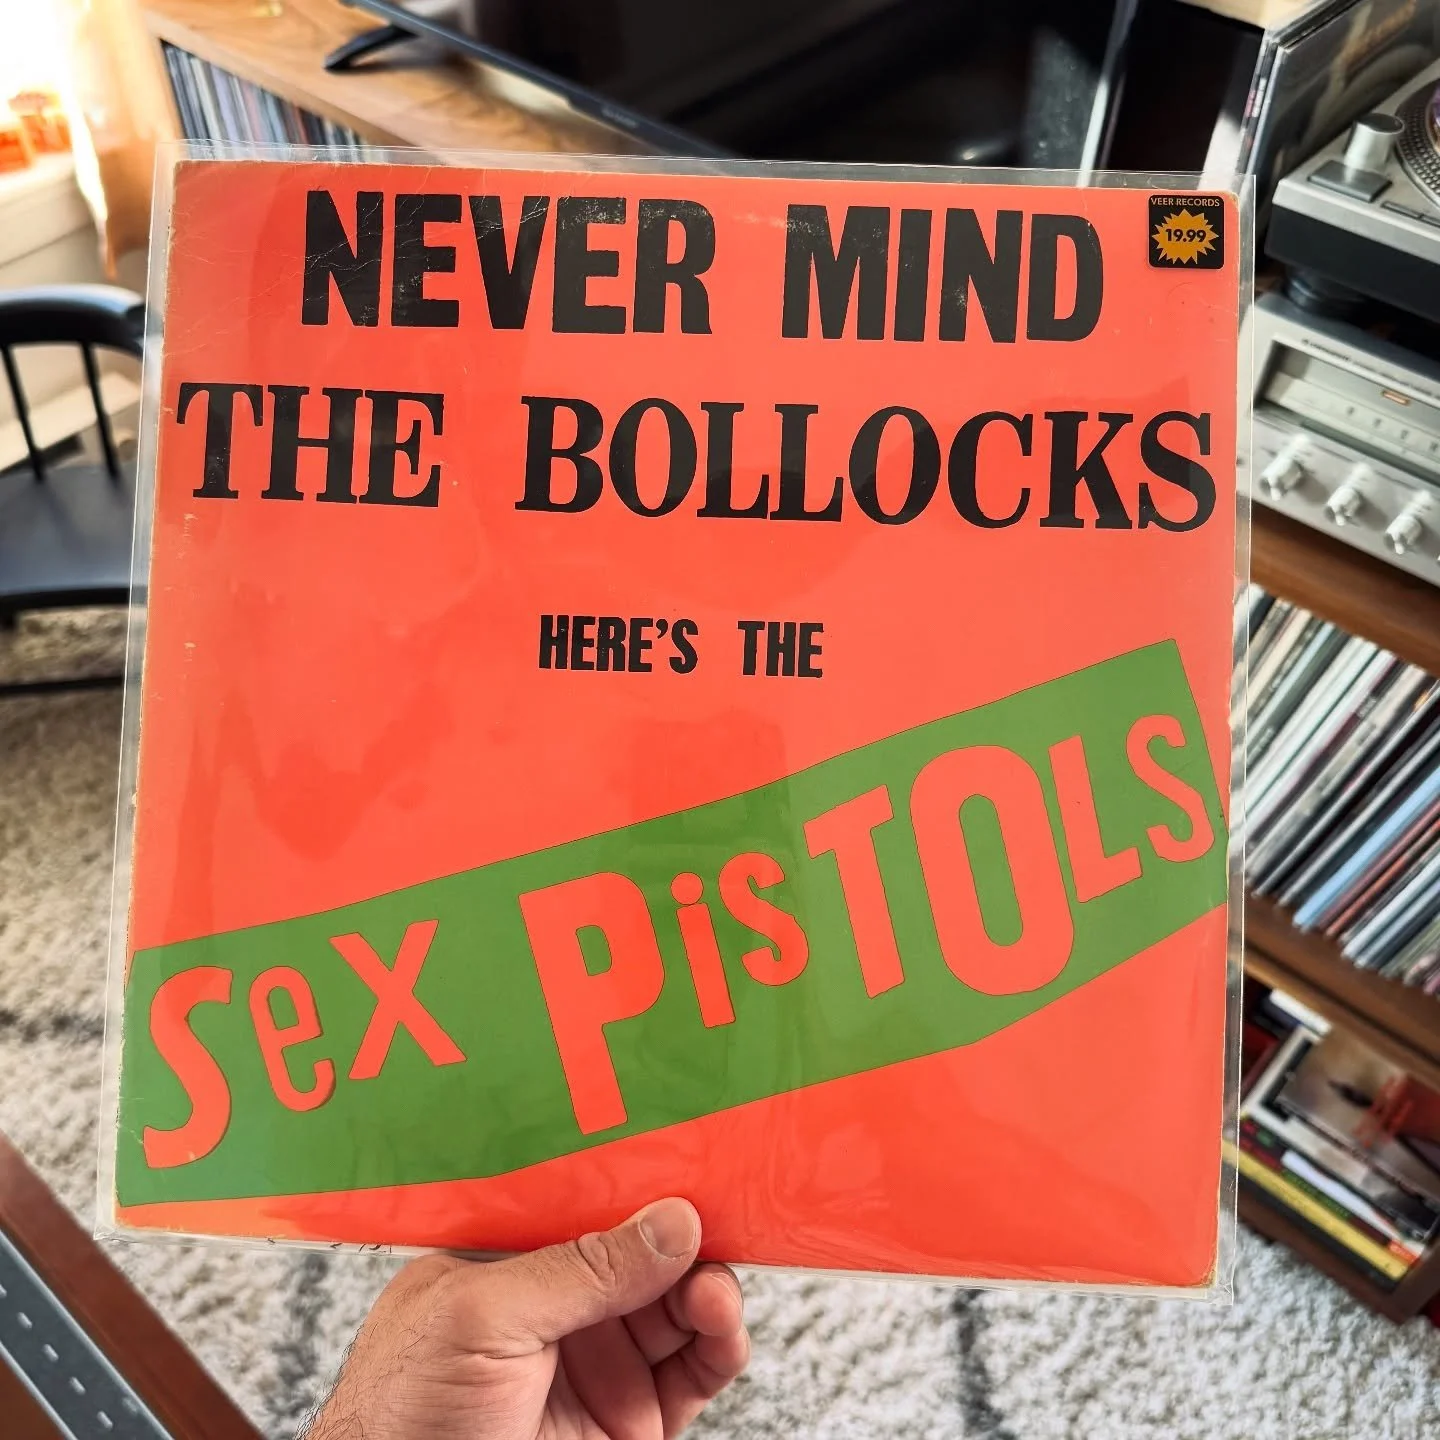 NEVER MIND
VEER RECORDS
19.99
THE BOLLOCKS
HERE'S THE
Sex PisTOLS